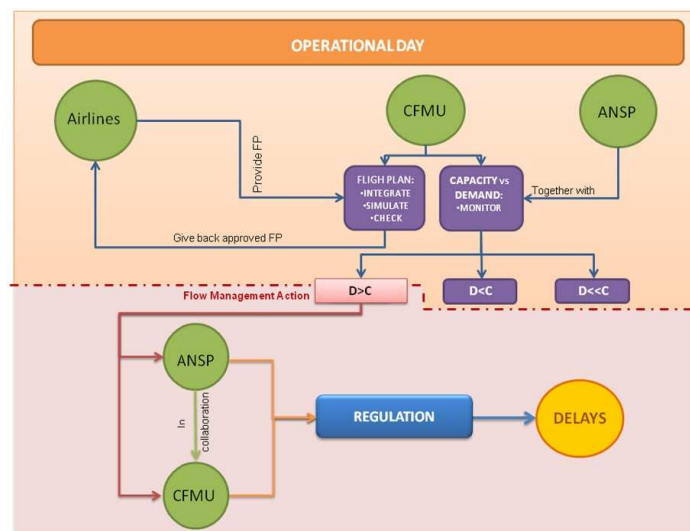 OPERATIONAL DAY
Airlines
CFMU
ANSP
Provide FP
FLIGH PLAN:
•INTEGRATE
•SIMULATE
•CHECK
CAPACITY vs
DEMAND:
•MONITOR
Together with
Give back approved FP
Flow Management Action
D>C
D<C
D<<C
ANSP
In
collaboration
CFMU
REGULATION
DELAYS